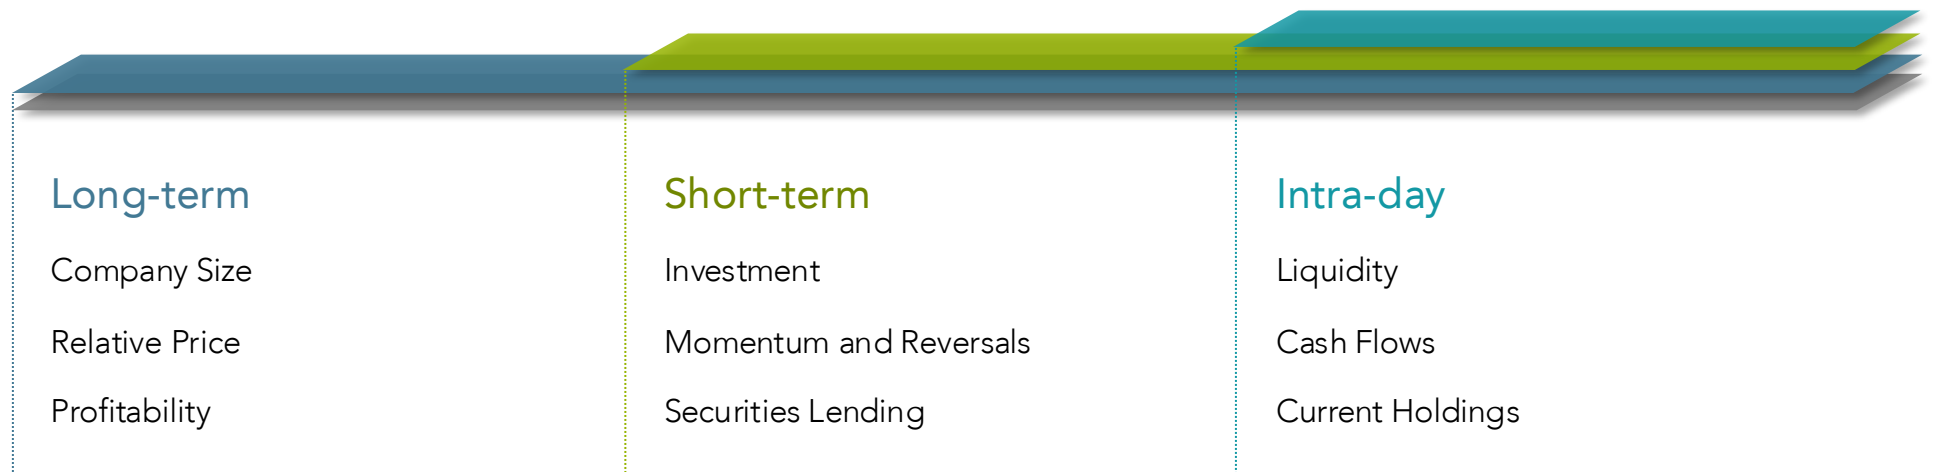 Long-term
Company Size
Relative Price
Profitability
Short-term
Investment
Momentum and Reversals
Securities Lending
Intra-day
Liquidity
Cash Flows
Current Holdings